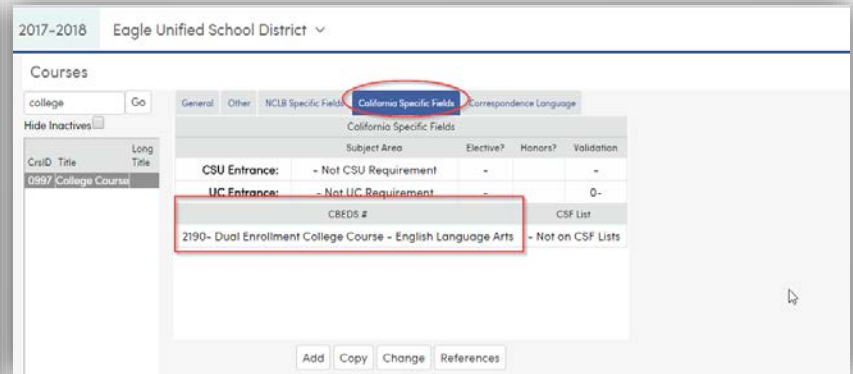 2017-2018 Eagle Unified School District
Courses
college Go
Hide Inactives
CrsID Title Long Title
0997 College Course
General Other NCLB Specific Fields California Specific Fields Correspondence Language
California Specific Fields
Subject Area Elective? Honors? Validation
CSU Entrance: - Not CSU Requirement - -
UC Entrance: - Not UC Requirement - 0-
CBEDS # CSF List
2190- Dual Enrollment College Course - English Language Arts - Not on CSF Lists
Add Copy Change References